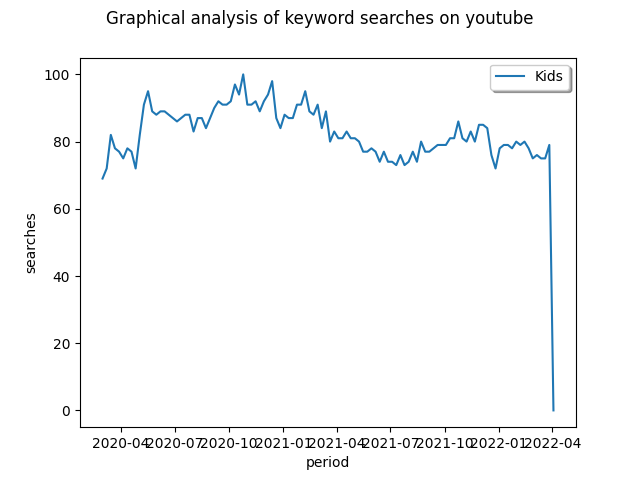 Graphical analysis of keyword searches on youtube
Kids
100
80
60
40
20
0
searches
2020-04 2020-07 2020-10 2021-01 2021-04 2021-07 2021-10 2022-01 2022-04
period